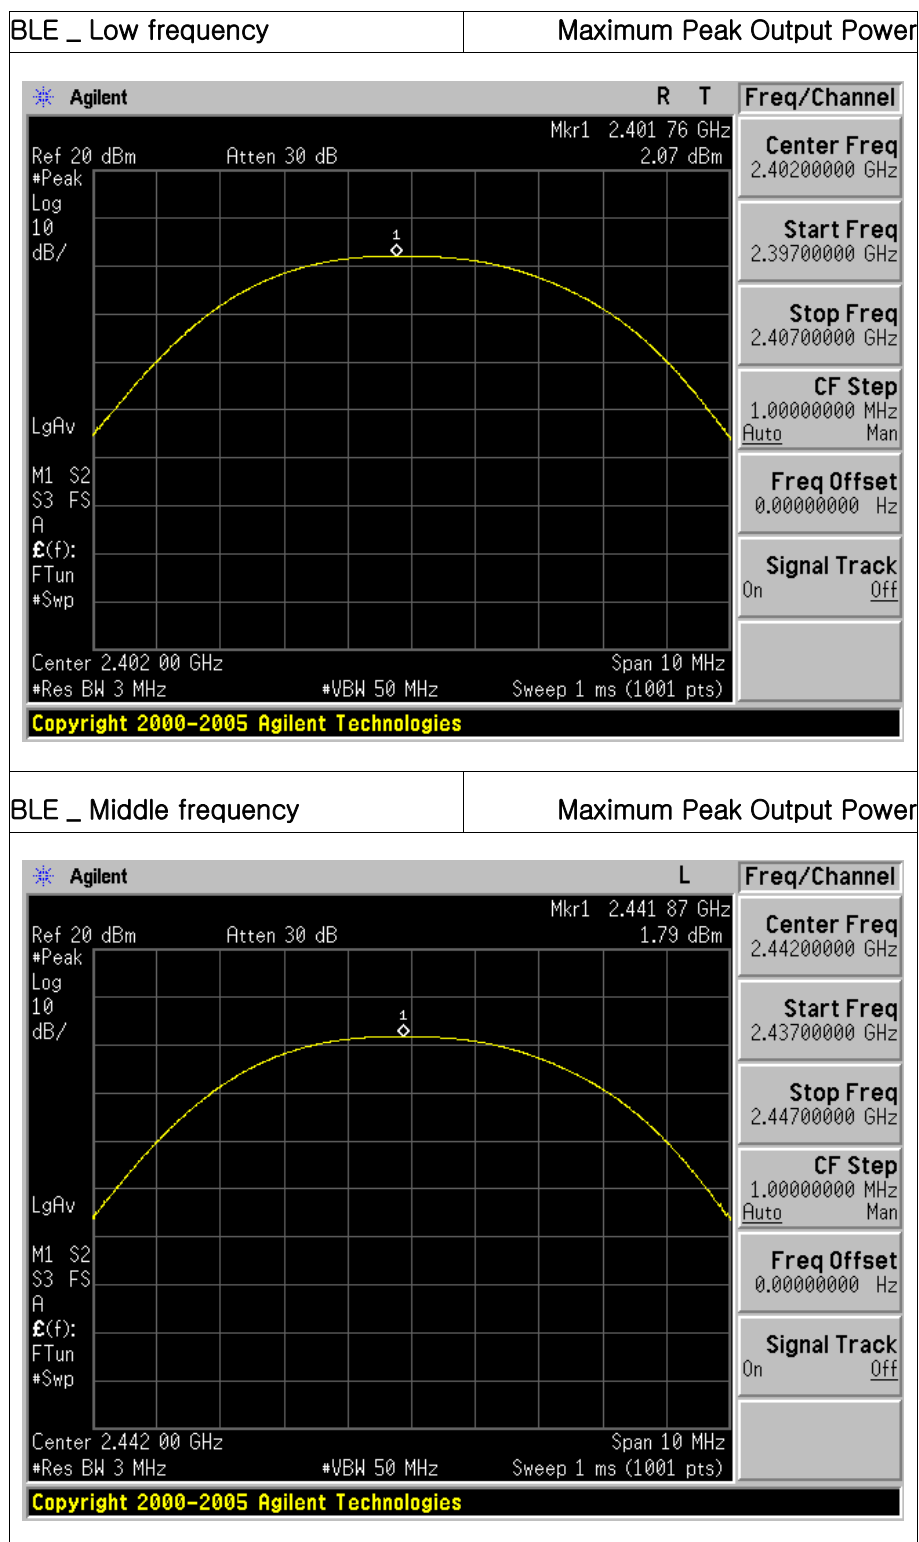 BLE _ Low frequency Maximum Peak Output Power
Agilent R T Freq/Channel
Mkr1 2.401 76 GHz
Ref 20 dBm Atten 30 dB 2.07 dBm
#Peak
Log
10
dB/
1
LgAv
M1 S2
S3 FS
A
£(f):
FTun
#Swp
Center 2.402 00 GHz Span 10 MHz
#Res BW 3 MHz #VBW 50 MHz Sweep 1 ms (1001 pts)
Copyright 2000-2005 Agilent Technologies
Center Freq
2.40200000 GHz
Start Freq
2.39700000 GHz
Stop Freq
2.40700000 GHz
CF Step
1.00000000 MHz
Auto Man
Freq Offset
0.00000000 Hz
Signal Track
On Off
BLE _ Middle frequency Maximum Peak Output Power
Agilent L Freq/Channel
Mkr1 2.441 87 GHz
Ref 20 dBm Atten 30 dB 1.79 dBm
#Peak
Log
10
dB/
1
LgAv
M1 S2
S3 FS
A
£(f):
FTun
#Swp
Center 2.442 00 GHz Span 10 MHz
#Res BW 3 MHz #VBW 50 MHz Sweep 1 ms (1001 pts)
Copyright 2000-2005 Agilent Technologies
Center Freq
2.44200000 GHz
Start Freq
2.43700000 GHz
Stop Freq
2.44700000 GHz
CF Step
1.00000000 MHz
Auto Man
Freq Offset
0.00000000 Hz
Signal Track
On Off